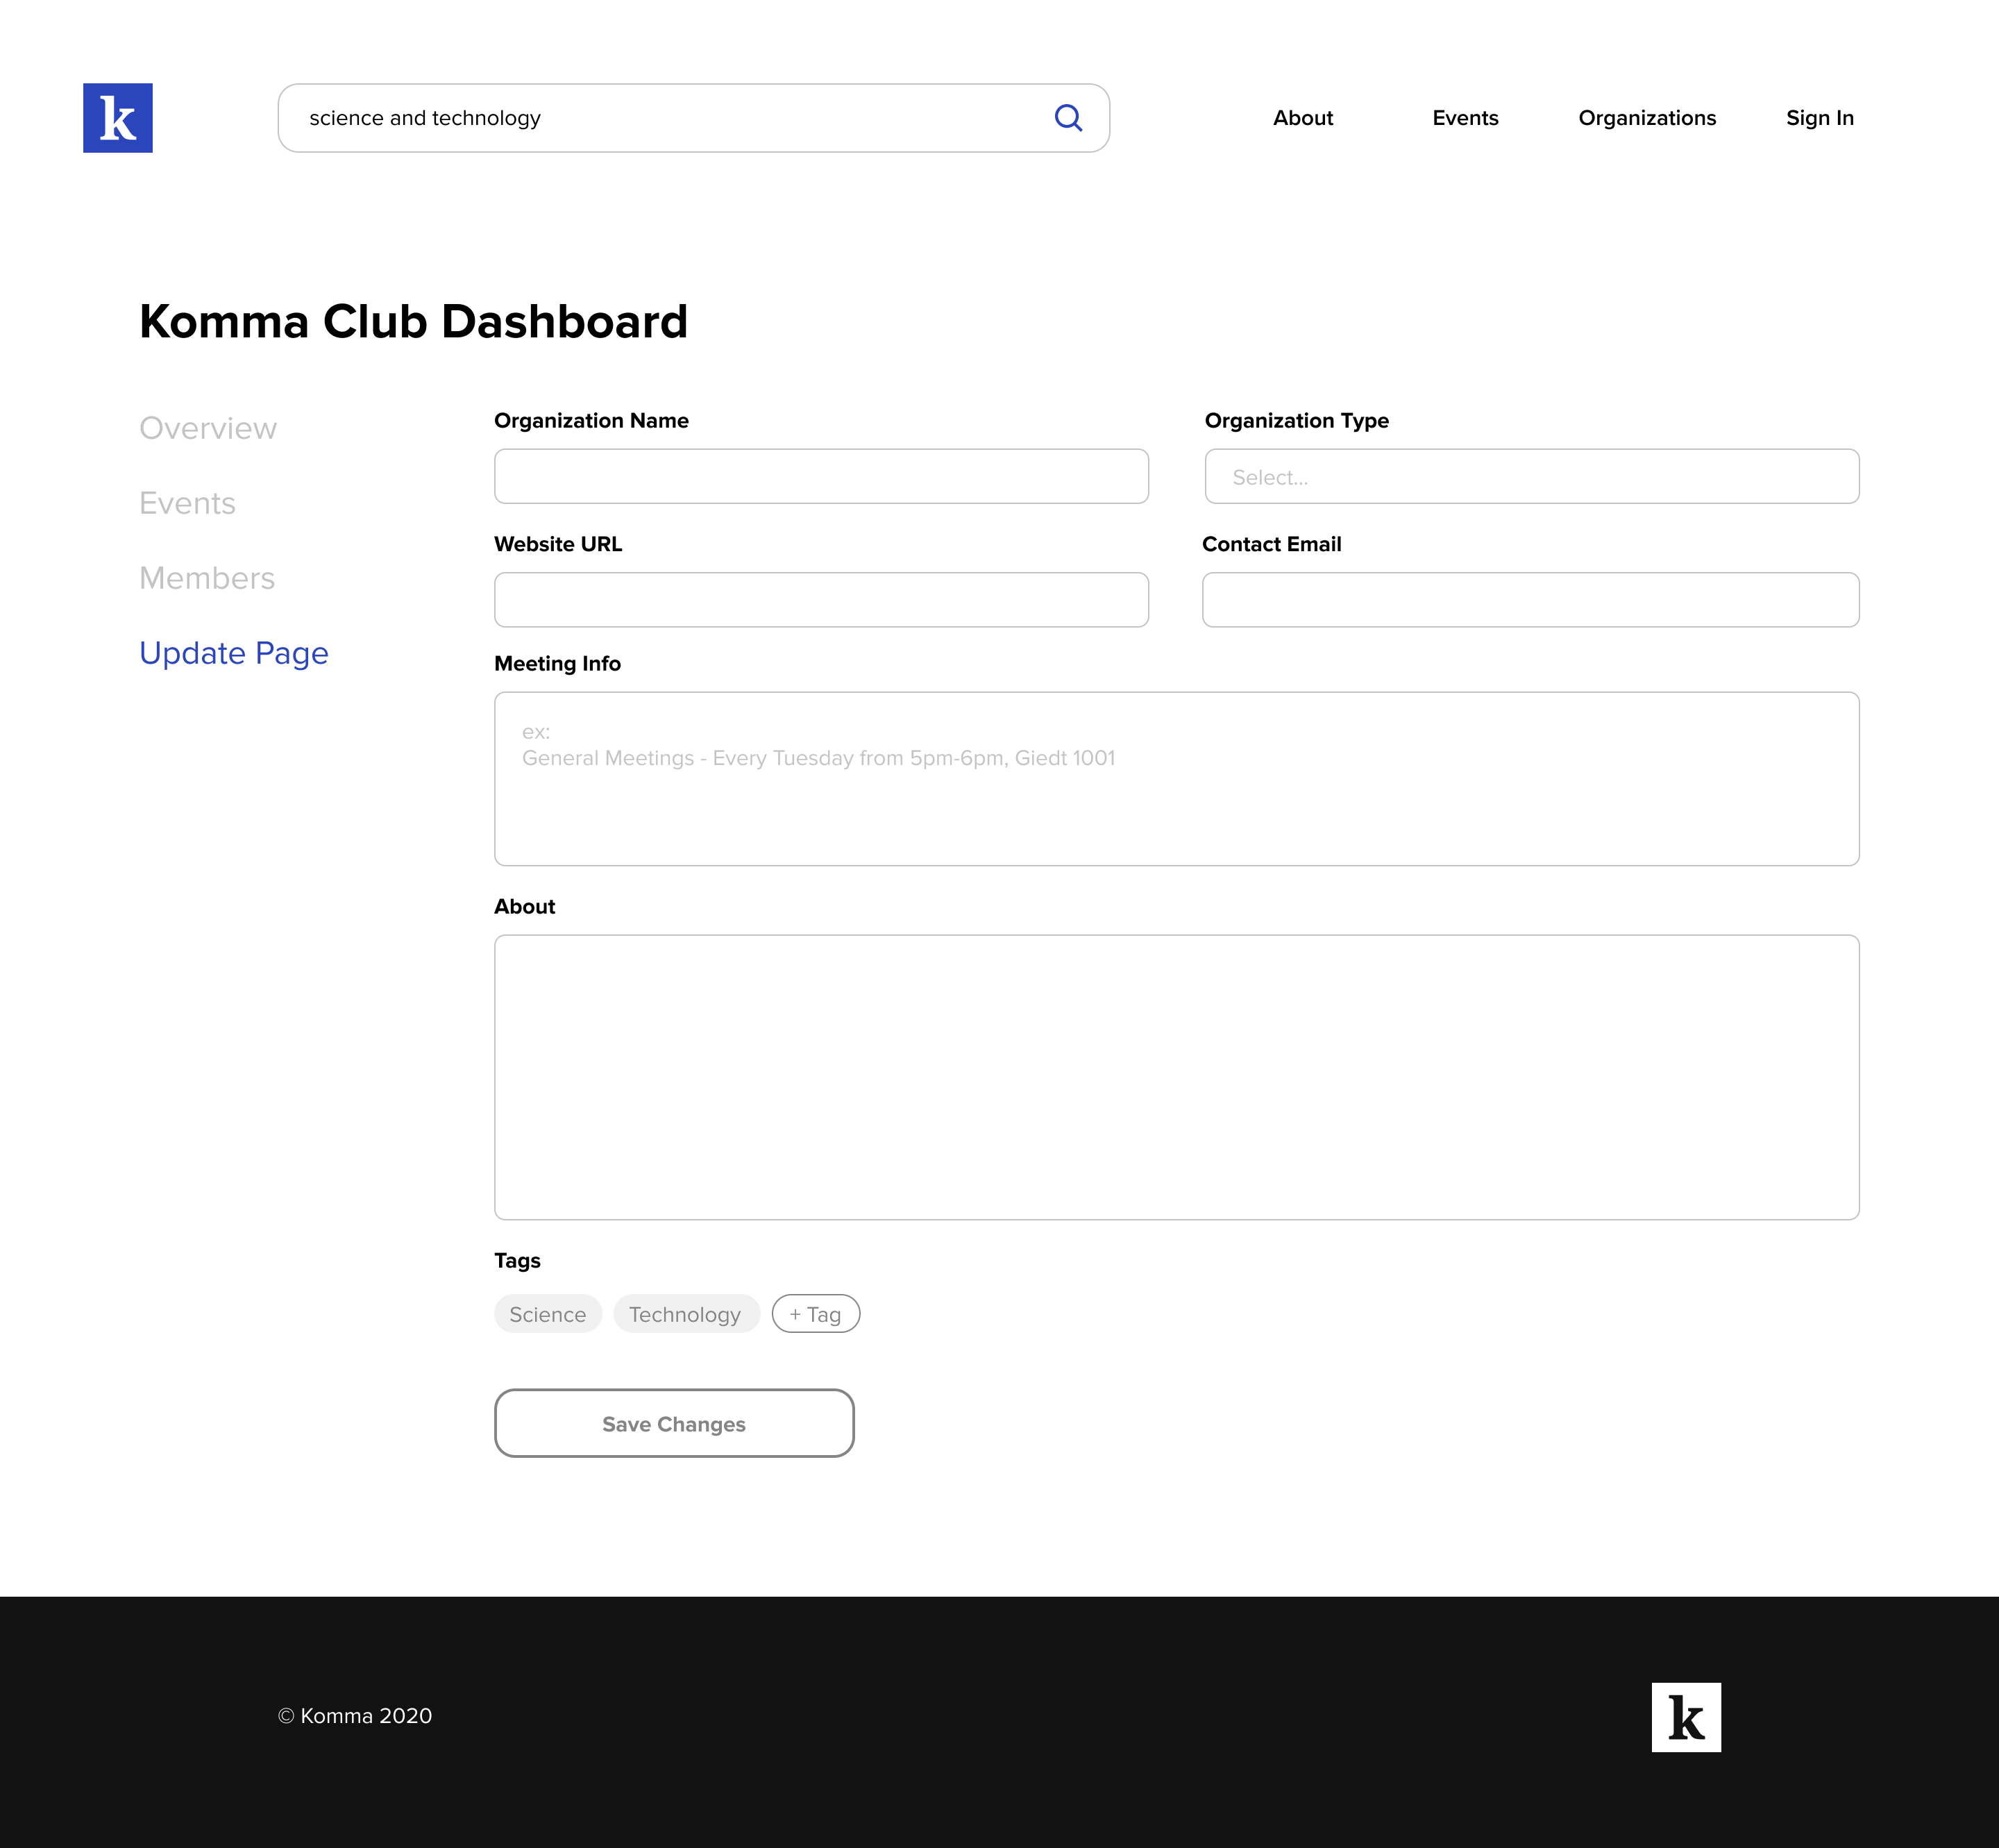 k
science and technology
About
Events
Organizations
Sign In
Komma Club Dashboard
Overview
Events
Members
Update Page
Organization Name
Organization Type
Select...
Website URL
Contact Email
Meeting Info
ex:
General Meetings - Every Tuesday from 5pm-6pm, Giedt 1001
About
Tags
Science
Technology
+ Tag
Save Changes
© Komma 2020
k